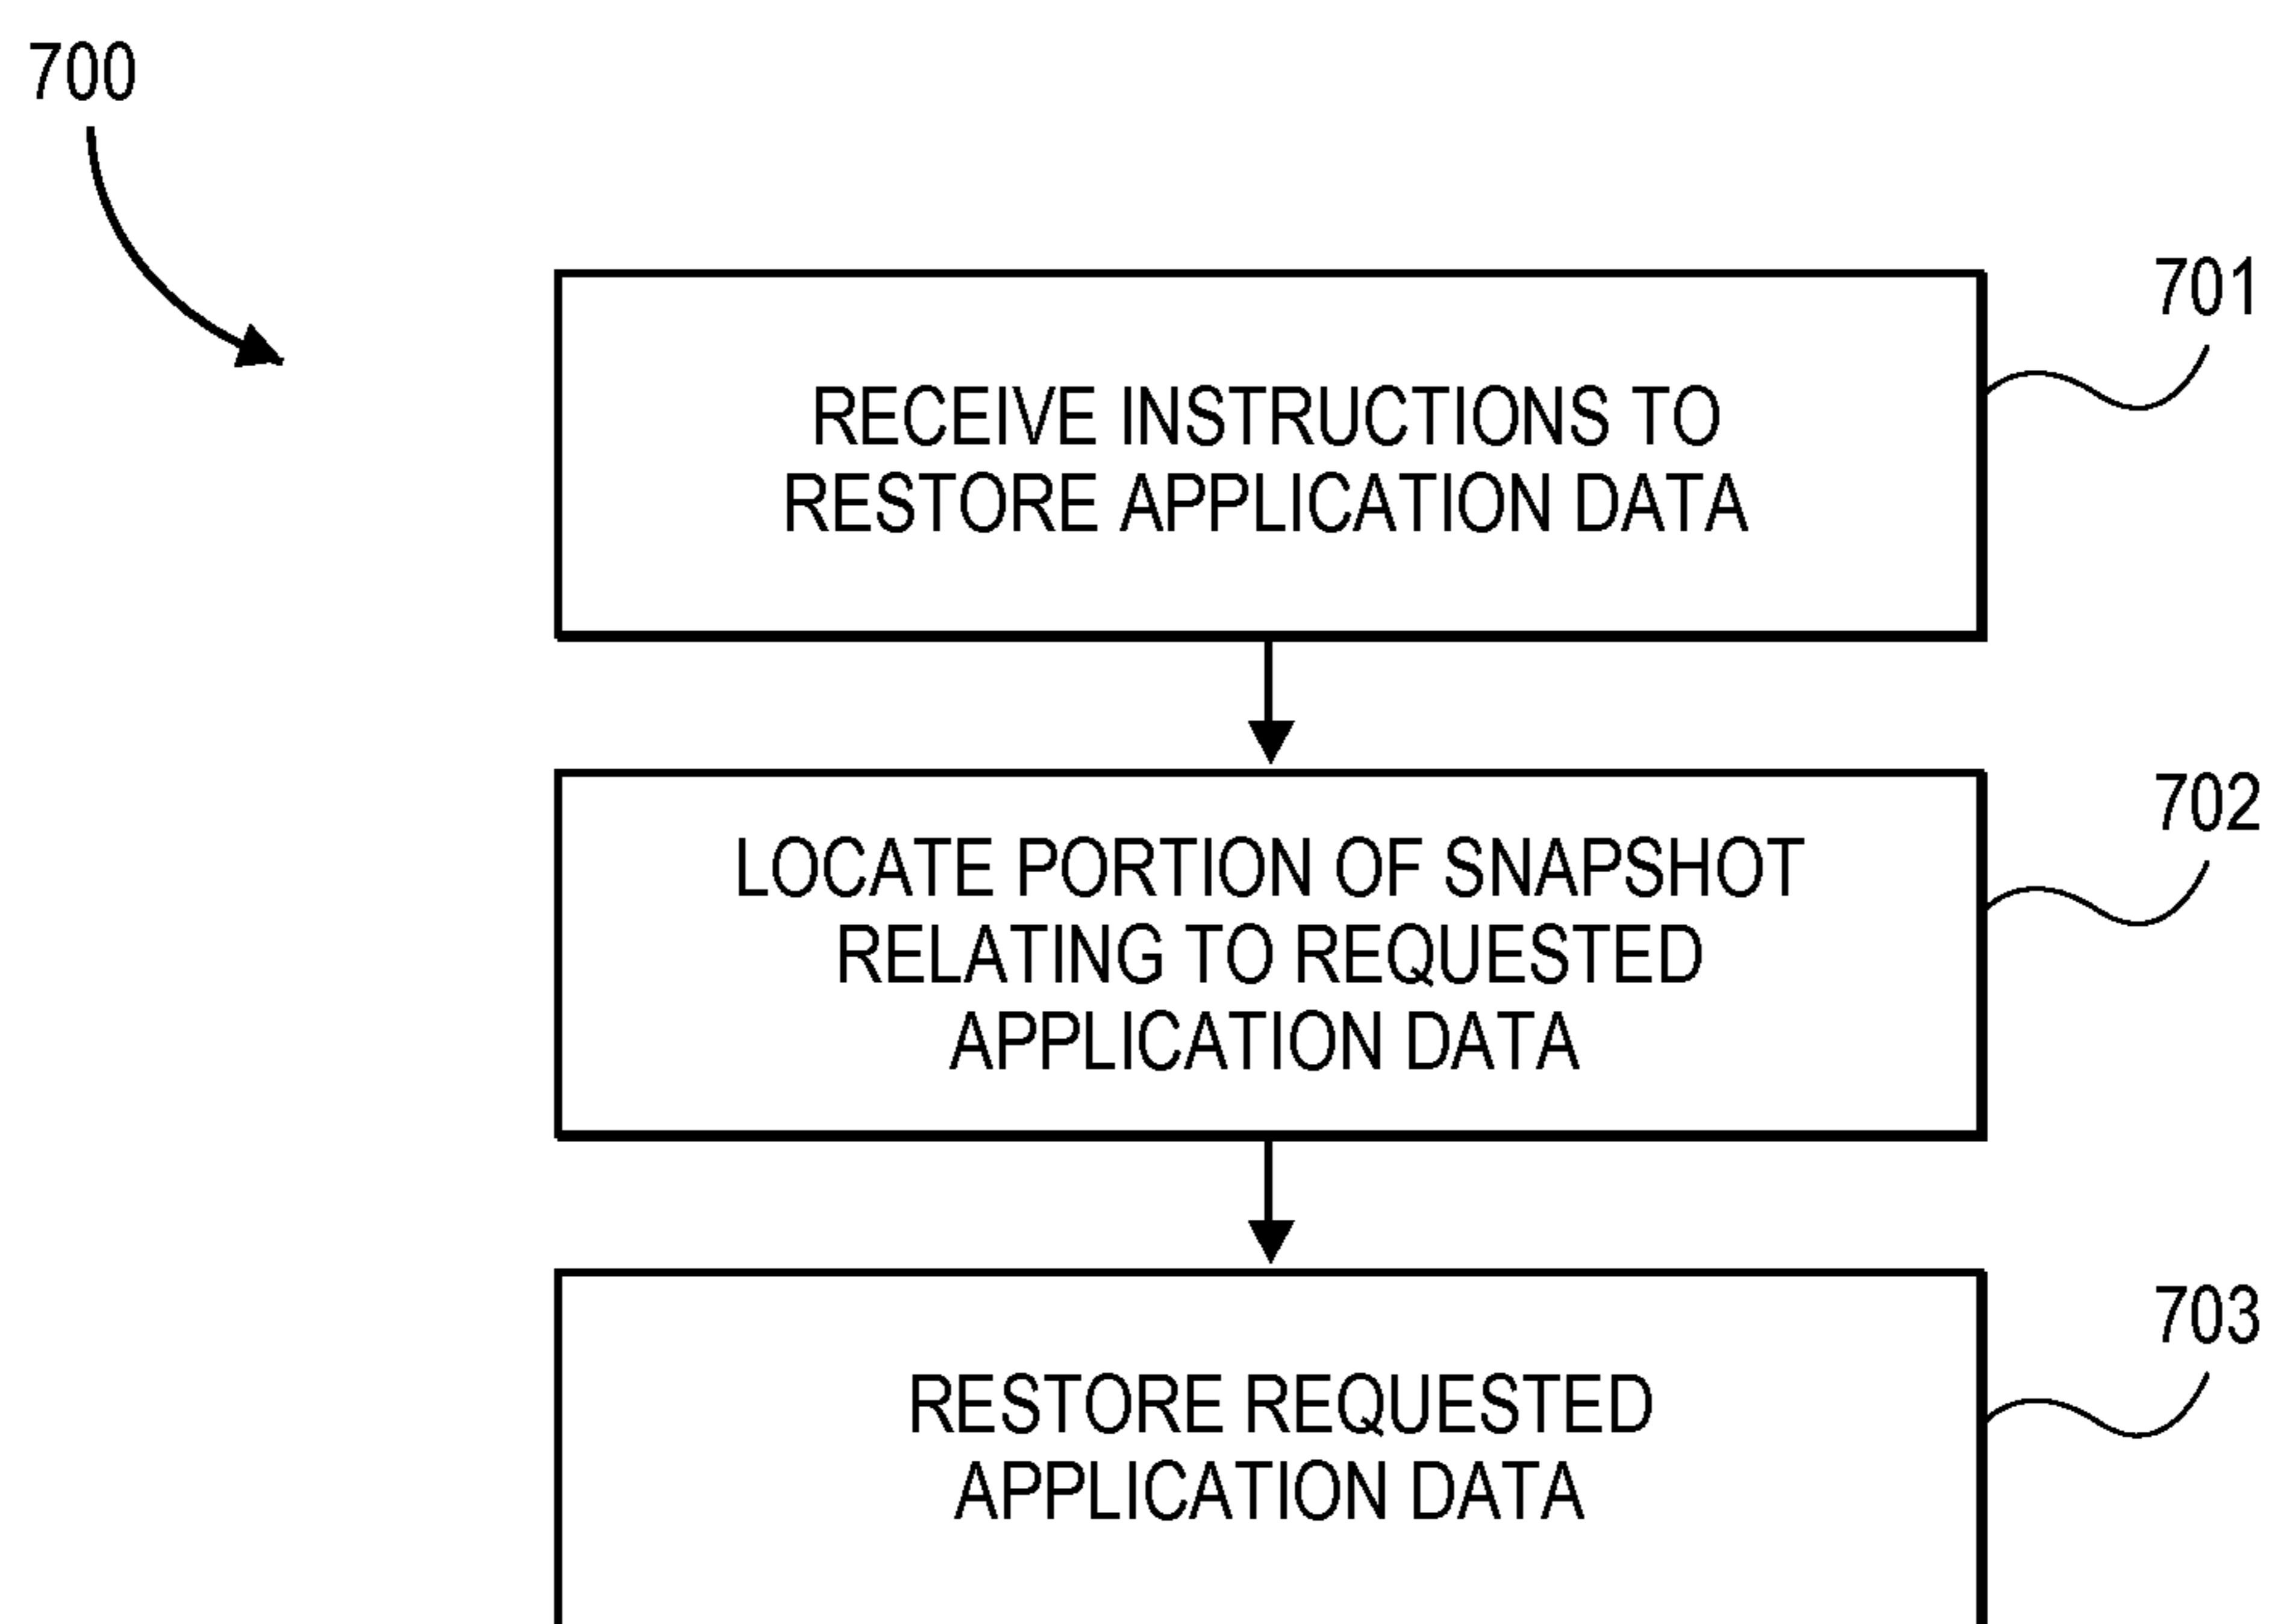 700
701
RECEIVE INSTRUCTIONS TO
RESTORE APPLICATION DATA
702
LOCATE PORTION OF SNAPSHOT
RELATING TO REQUESTED
APPLICATION DATA
703
RESTORE REQUESTED
APPLICATION DATA